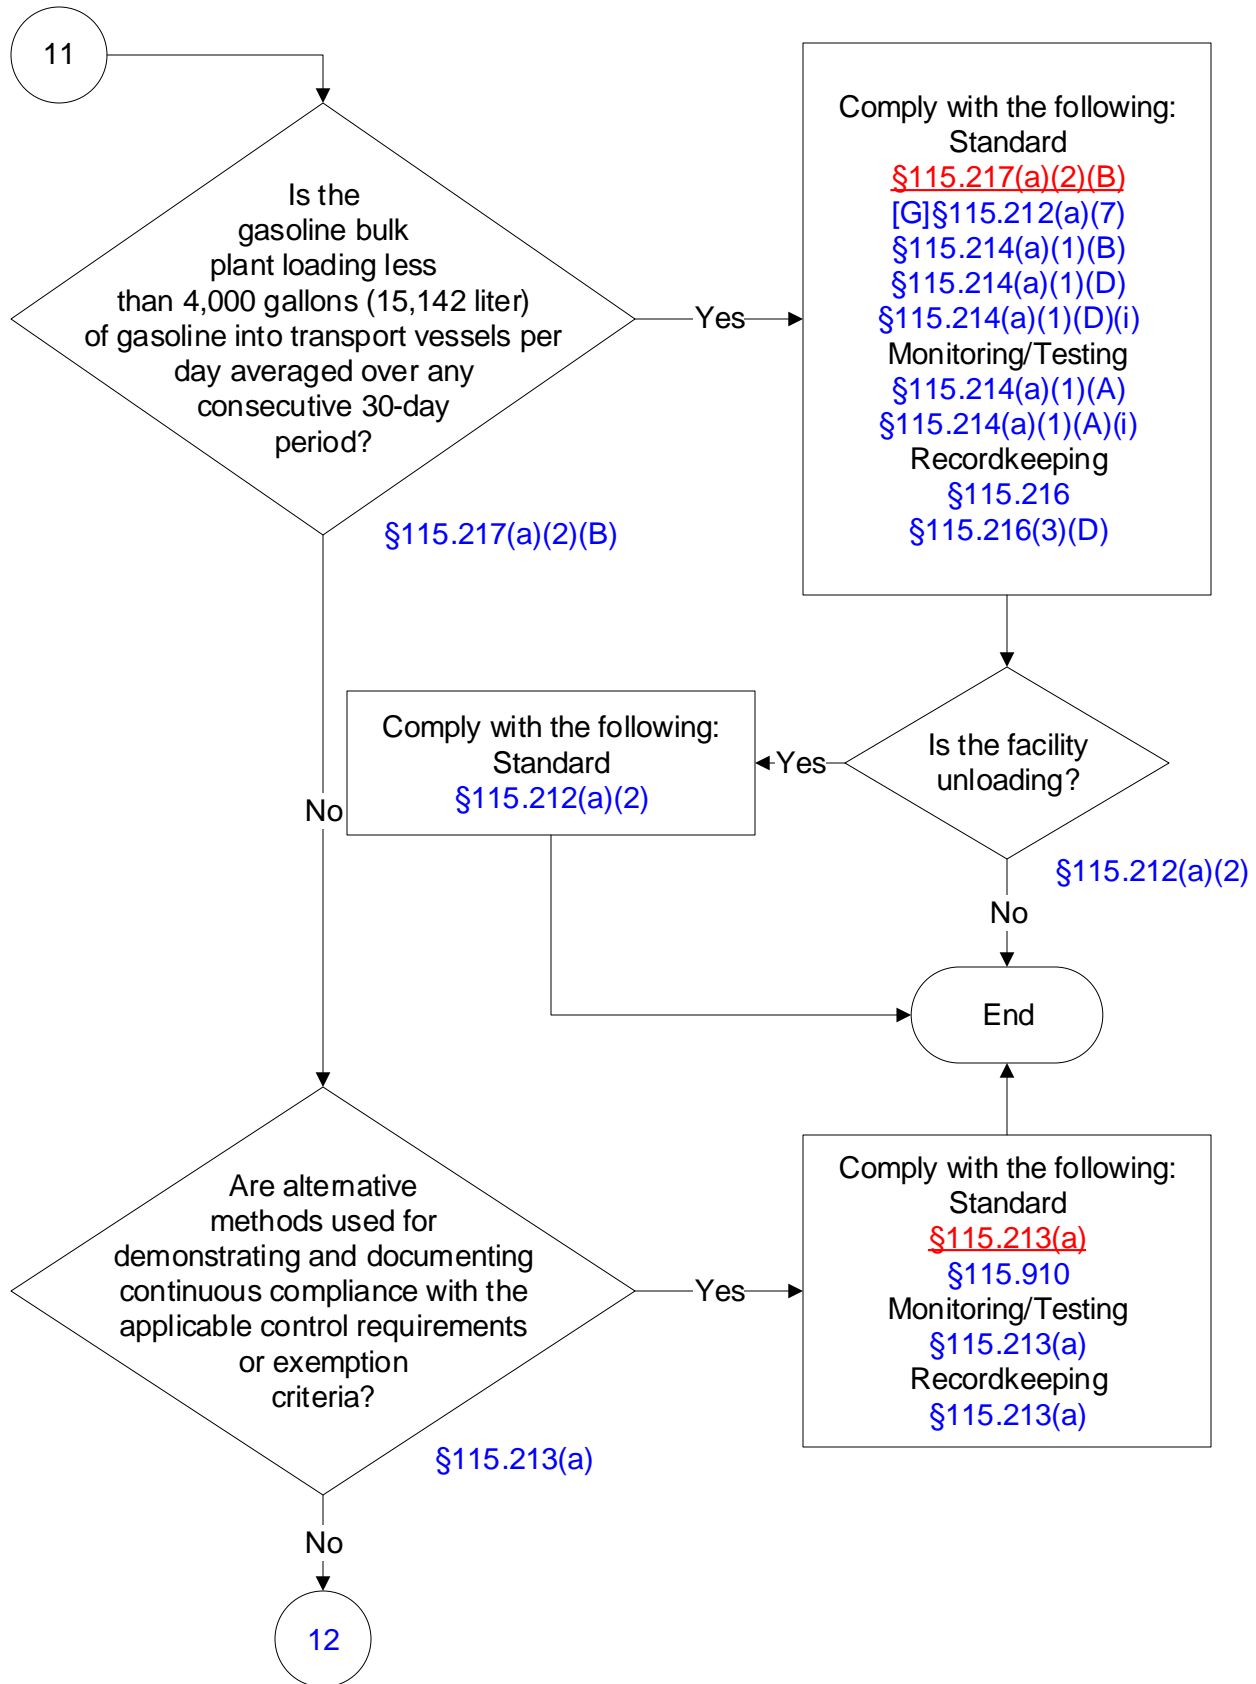 11
Is the
gasoline bulk
plant loading less
than 4,000 gallons (15,142 liter)
of gasoline into transport vessels per
day averaged over any
consecutive 30-day
period?
§115.217(a)(2)(B)
Yes
Comply with the following:
Standard
§115.217(a)(2)(B)
[G]§115.212(a)(7)
§115.214(a)(1)(B)
§115.214(a)(1)(D)
§115.214(a)(1)(D)(i)
Monitoring/Testing
§115.214(a)(1)(A)
§115.214(a)(1)(A)(i)
Recordkeeping
§115.216
§115.216(3)(D)
Is the facility
unloading?
§115.212(a)(2)
Yes
Comply with the following:
Standard
§115.212(a)(2)
No
End
No
Are alternative
methods used for
demonstrating and documenting
continuous compliance with the
applicable control requirements
or exemption
criteria?
§115.213(a)
Yes
Comply with the following:
Standard
§115.213(a)
§115.910
Monitoring/Testing
§115.213(a)
Recordkeeping
§115.213(a)
No
12